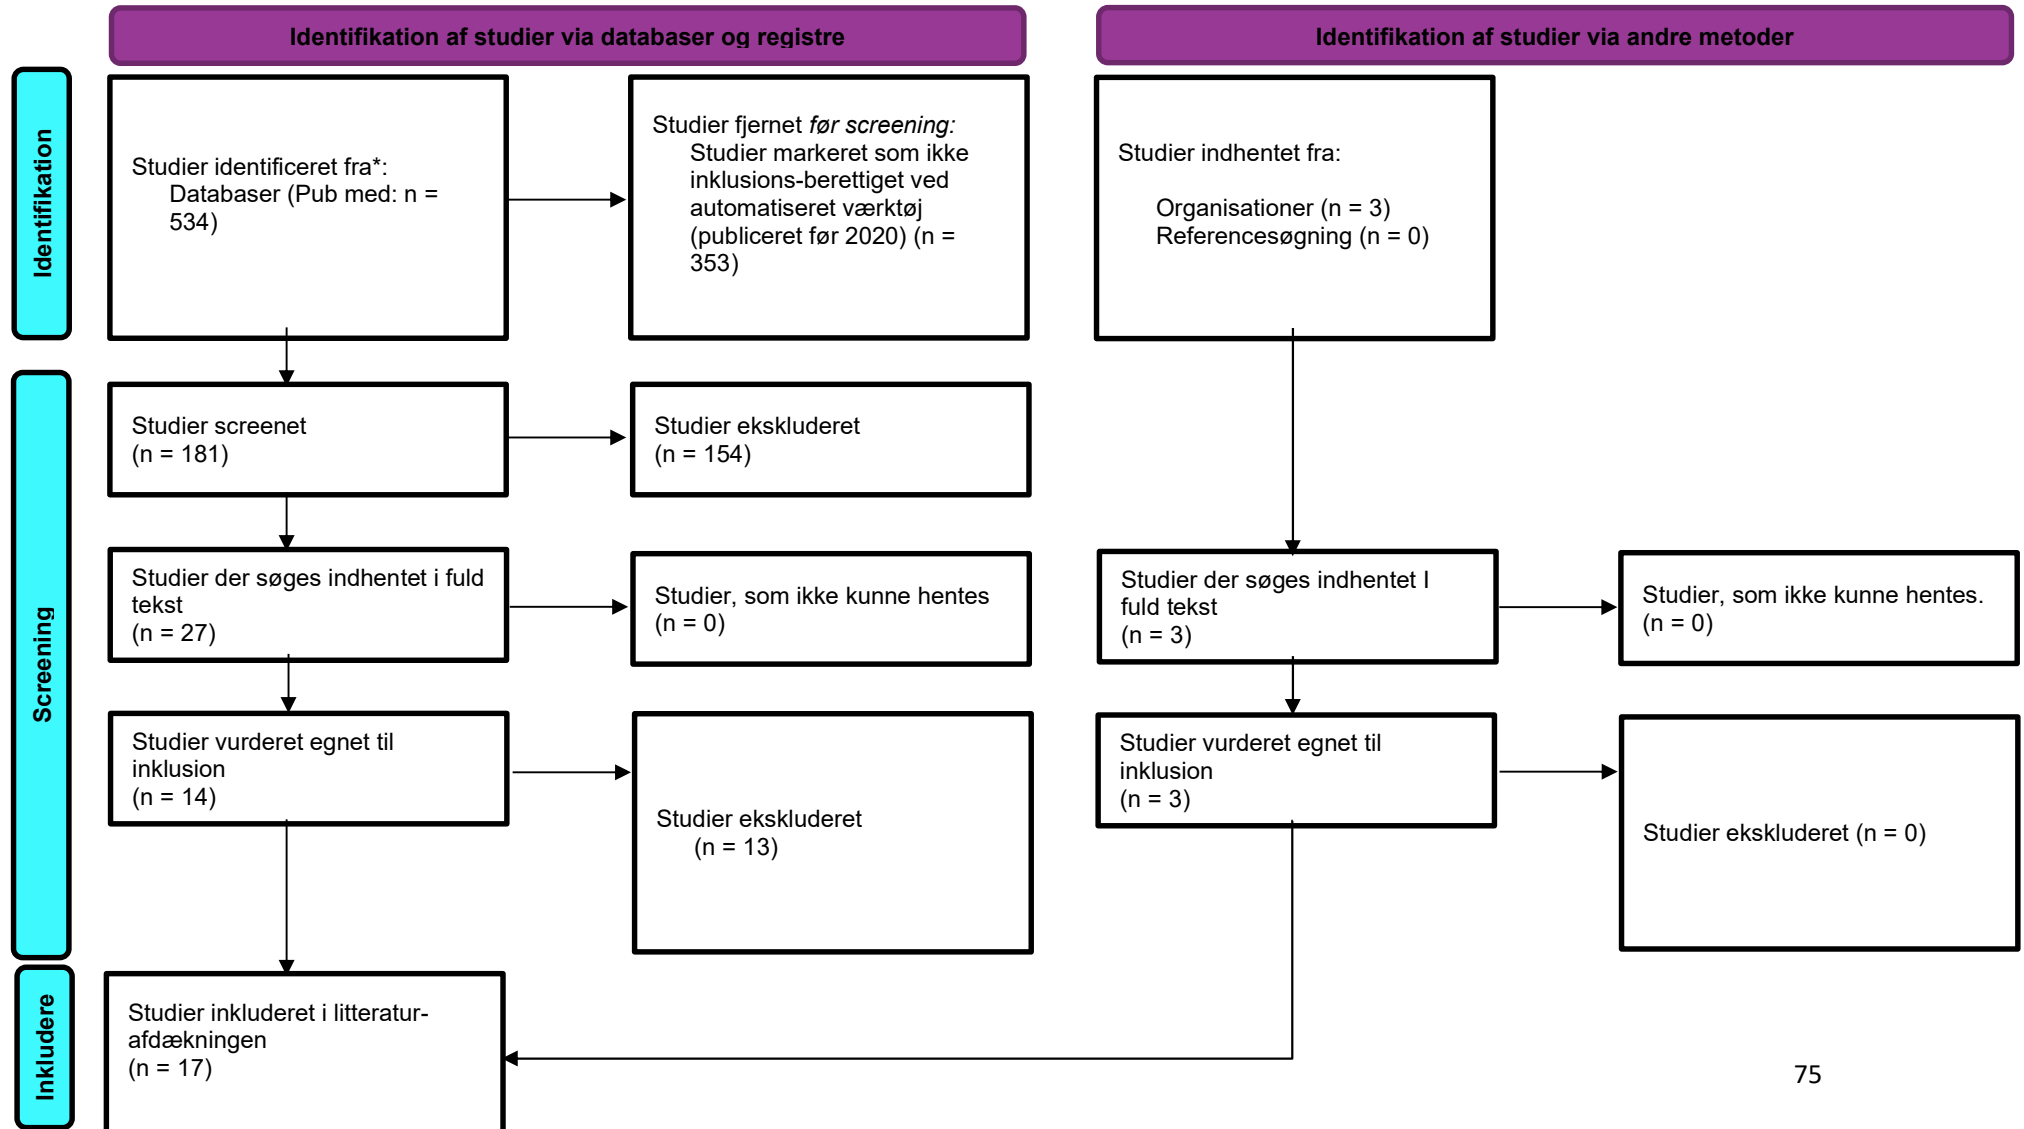 Identifikation af studier via databaser og registre
Identifikation af studier via andre metoder
Identifikation
Studier identificeret fra*:
Databaser (Pub med: n =
534)
Studier fjernet før screening:
Studier markeret som ikke
inklusions-berettiget ved
automatiseret værktøj
(publiceret før 2020) (n =
353)
Studier indhentet fra:
Organisationer (n = 3)
Referencesøgning (n = 0)
Screening
Studier screenet
(n = 181)
Studier ekskluderet
(n = 154)
Studier der søges indhentet i fuld
tekst
(n = 27)
Studier, som ikke kunne hentes
(n = 0)
Studier der søges indhentet I
fuld tekst
(n = 3)
Studier, som ikke kunne hentes.
(n = 0)
Studier vurderet egnet til
inklusion
(n = 14)
Studier ekskluderet
(n = 13)
Studier vurderet egnet til
inklusion
(n = 3)
Studier ekskluderet (n = 0)
Inkludere
Studier inkluderet i litteratur-
afdækningen
(n = 17)
75